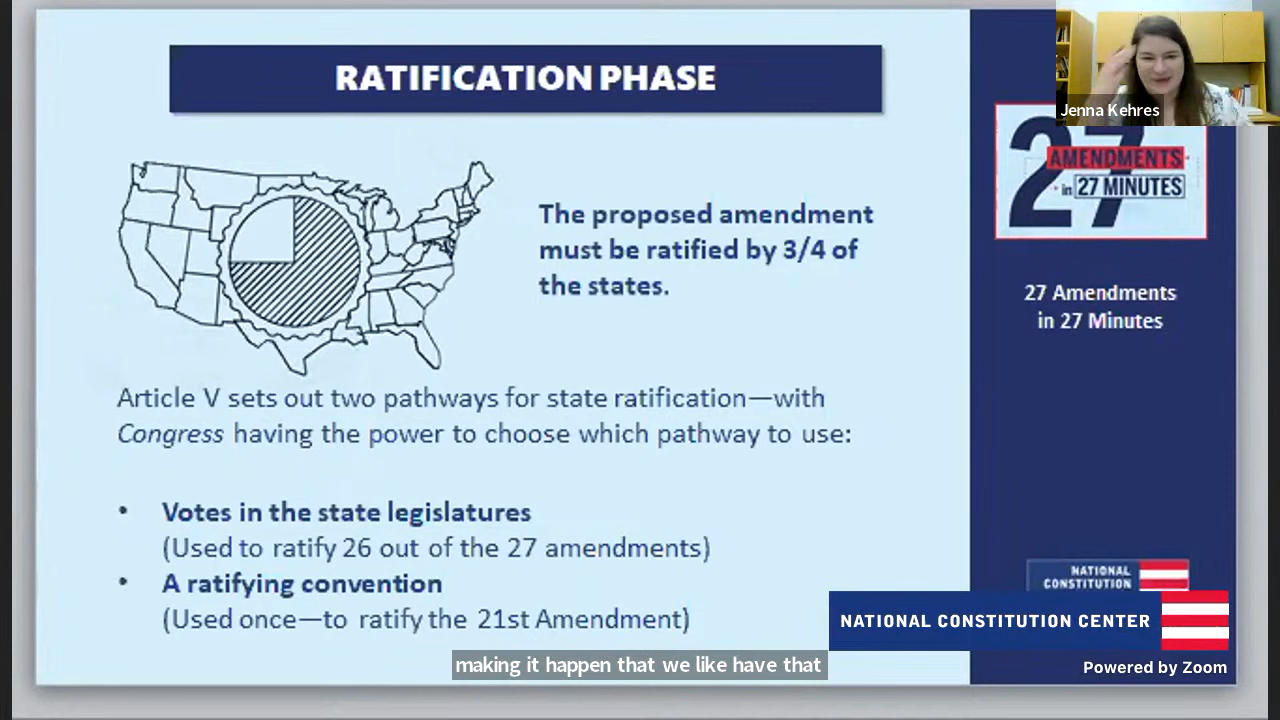 RATIFICATION PHASE
Jenna Kehres
27
AMENDMENTS
in 27 MINUTES
The proposed amendment
must be ratified by 3/4 of
the states.
27 Amendments
in 27 Minutes
Article V sets out two pathways for state ratification—with
Congress having the power to choose which pathway to use:
• Votes in the state legislatures
(Used to ratify 26 out of the 27 amendments)
• A ratifying convention
(Used once—to ratify the 21st Amendment)
NATIONAL
CONSTITUTION
NATIONAL CONSTITUTION CENTER
making it happen that we like have that
Powered by Zoom